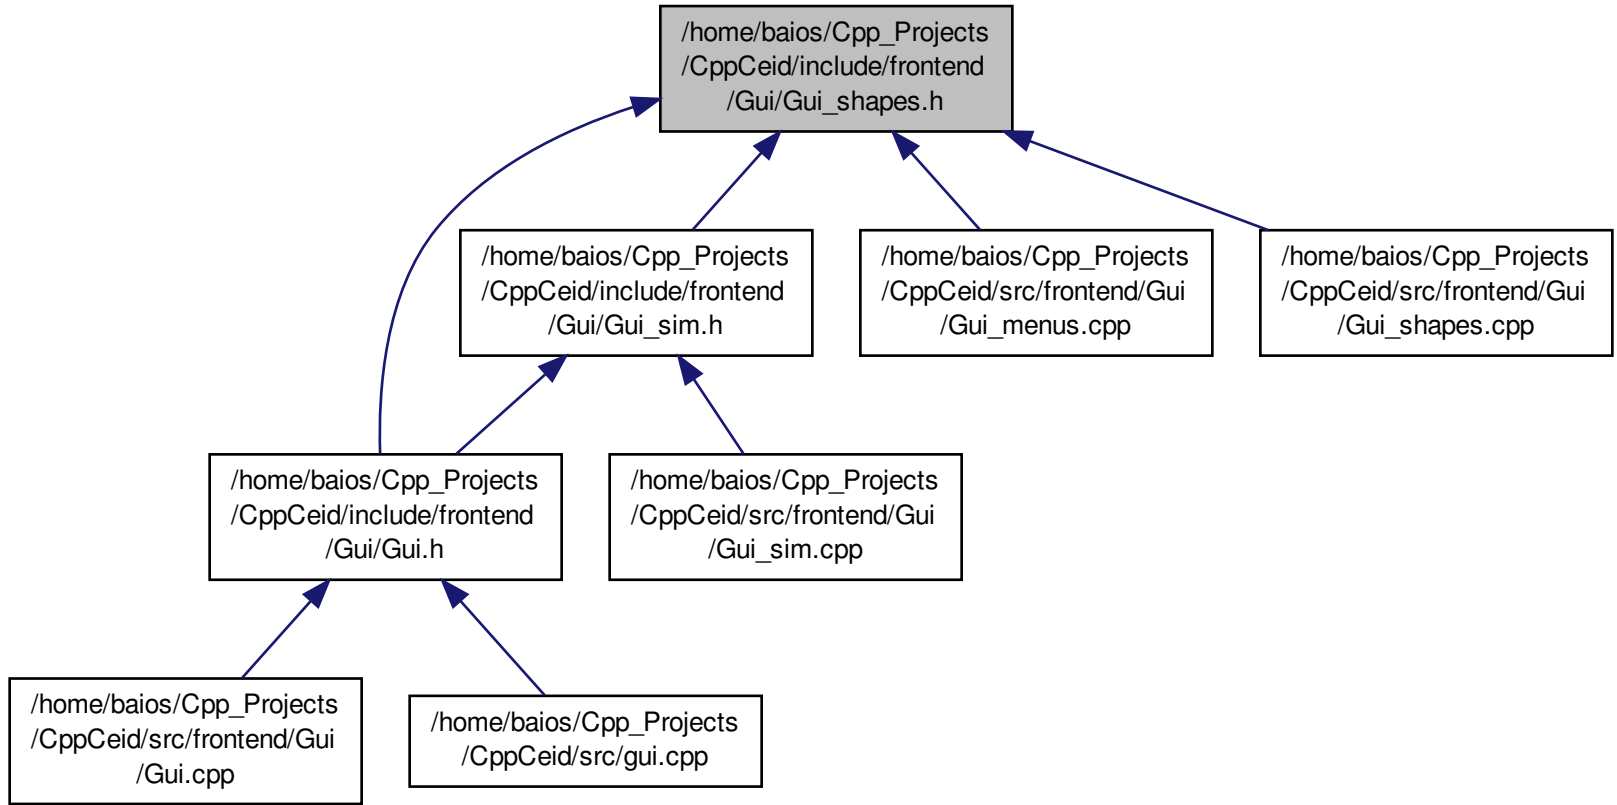 /home/baios/Cpp_Projects
/CppCeid/include/frontend
/Gui/Gui_shapes.h
/home/baios/Cpp_Projects
/CppCeid/include/frontend
/Gui/Gui_sim.h
/home/baios/Cpp_Projects
/CppCeid/src/frontend/Gui
/Gui_menus.cpp
/home/baios/Cpp_Projects
/CppCeid/src/frontend/Gui
/Gui_shapes.cpp
/home/baios/Cpp_Projects
/CppCeid/include/frontend
/Gui/Gui.h
/home/baios/Cpp_Projects
/CppCeid/src/frontend/Gui
/Gui_sim.cpp
/home/baios/Cpp_Projects
/CppCeid/src/frontend/Gui
/Gui.cpp
/home/baios/Cpp_Projects
/CppCeid/src/gui.cpp